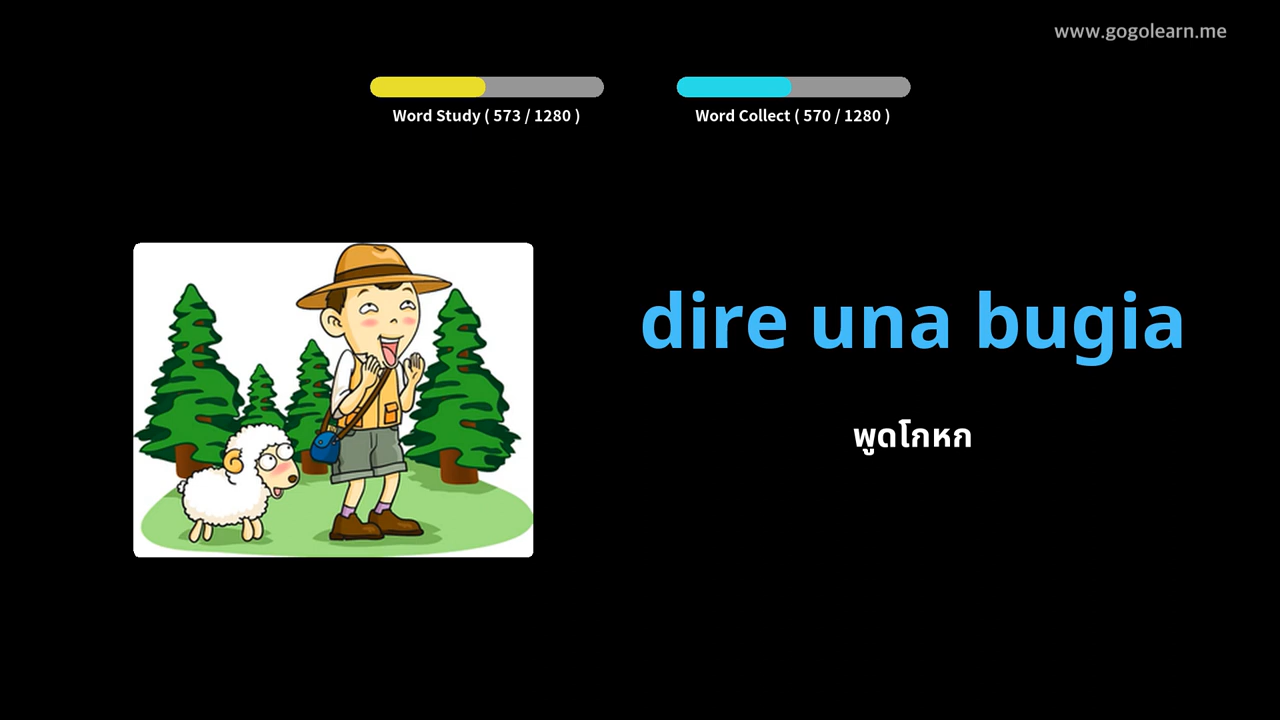 www.gogolearn.me
Word Study ( 573 / 1280 )
Word Collect ( 570 / 1280 )
dire una bugia
พูดโกหก